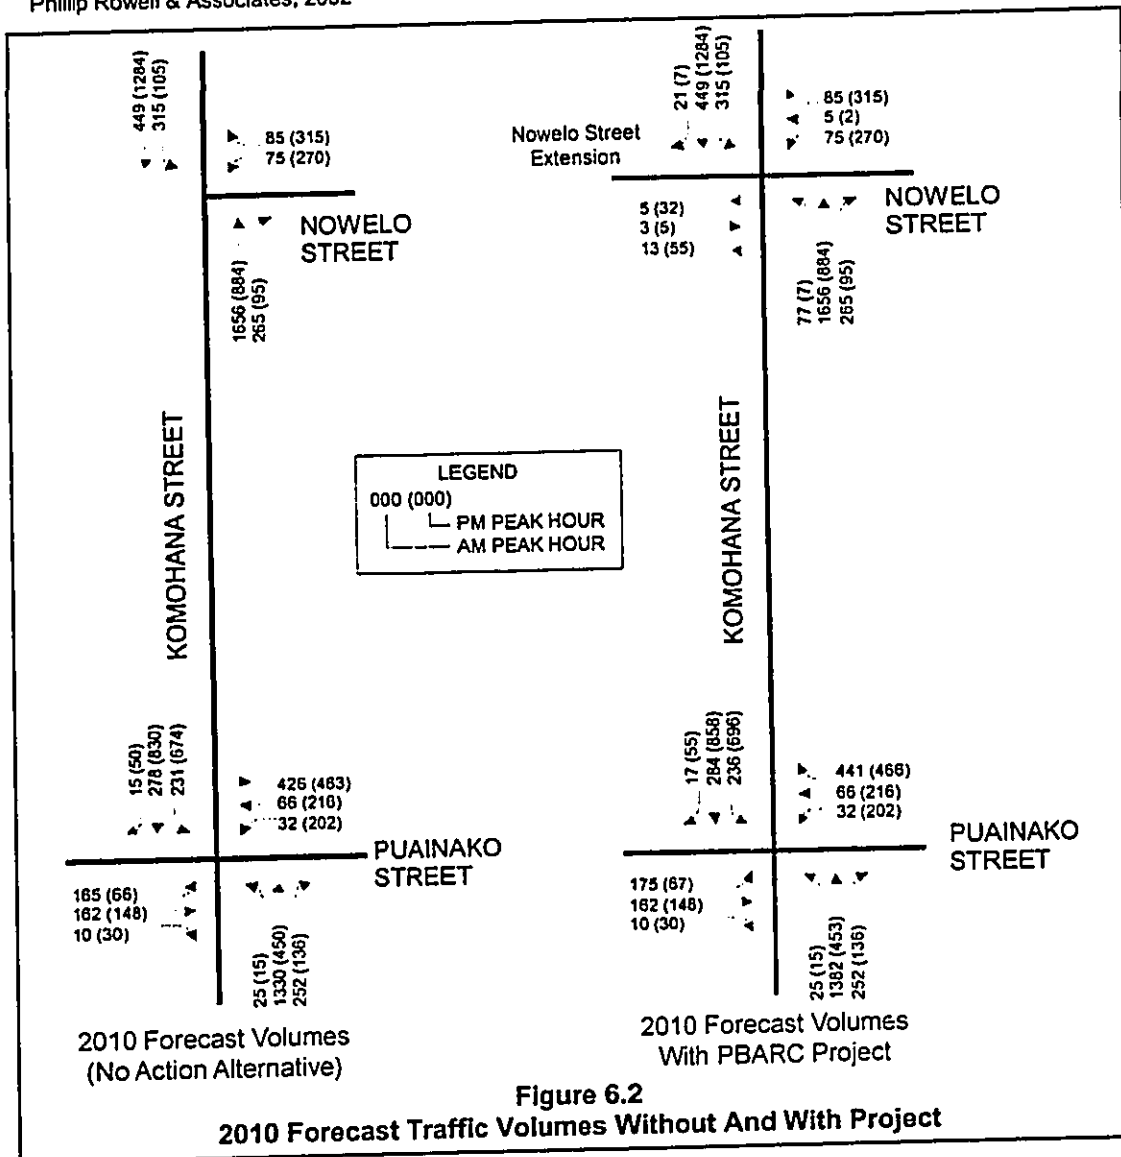 Phillip Rowell & Associates, 2002
449 (1284)
315 (105)
85 (315)
75 (270)
NOWELO
STREET
1656 (884)
265 (95)
KOMOHANA STREET
15 (50)
278 (830)
231 (674)
426 (463)
66 (216)
32 (202)
PUAINAKO
STREET
165 (66)
162 (148)
10 (30)
25 (15)
1330 (450)
252 (136)
2010 Forecast Volumes
(No Action Alternative)
LEGEND
000 (000)
PM PEAK HOUR
AM PEAK HOUR
21 (7)
449 (1284)
315 (105)
85 (315)
5 (2)
75 (270)
Nowelo Street
Extension
NOWELO
STREET
5 (32)
3 (5)
13 (55)
77 (7)
1656 (884)
265 (95)
KOMOHANA STREET
17 (55)
284 (858)
236 (696)
441 (466)
66 (216)
32 (202)
PUAINAKO
STREET
175 (67)
162 (148)
10 (30)
25 (15)
1382 (453)
252 (136)
2010 Forecast Volumes
With PBARC Project
Figure 6.2
2010 Forecast Traffic Volumes Without And With Project